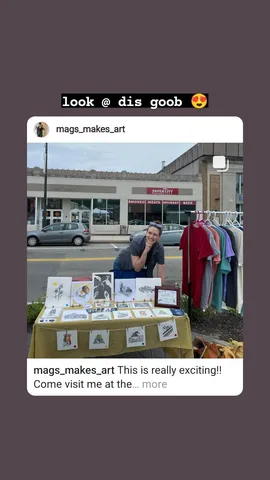 look @ dis goob 😍
mags_makes_art
mags_makes_art This is really exciting!!
Come visit me at the… more